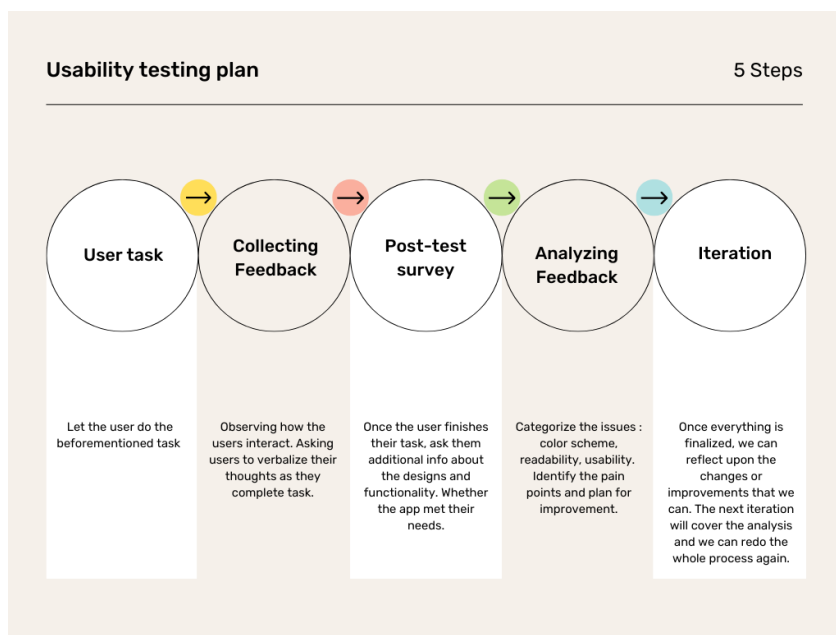 Usability testing plan
5 Steps
User task
Collecting
Feedback
Post-test
survey
Analyzing
Feedback
Iteration
Let the user do the
beforementioned task
Observing how the
users interact. Asking
users to verbalize their
thoughts as they
complete task.
Once the user finishes
their task, ask them
additional info about
the designs and
functionality. Whether
the app met their
needs.
Categorize the issues :
color scheme,
readability, usability.
Identify the pain
points and plan for
improvement.
Once everything is
finalized, we can
reflect upon the
changes or
improvements that we
can. The next iteration
will cover the analysis
and we can redo the
whole process again.